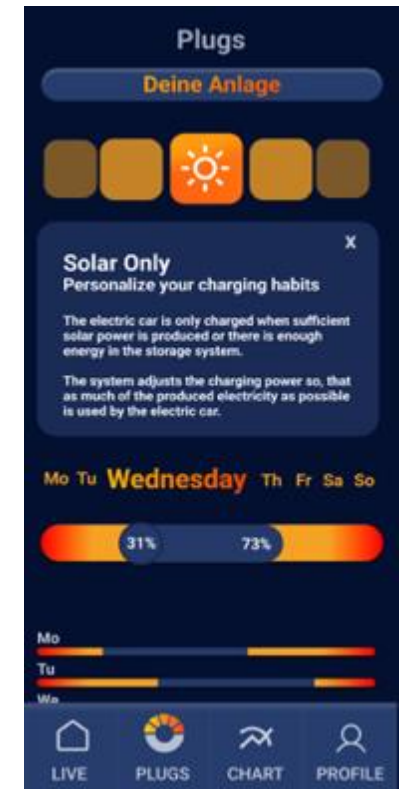 Plugs
Deine Anlage
X
Solar Only
Personalize your charging habits
The electric car is only charged when sufficient
solar power is produced or there is enough
energy in the storage system.
The system adjusts the charging power so, that
as much of the produced electricity as possible
is used by the electric car.
Mo Tu Wednesday Th Fr Sa So
31% 73%
Mo
Tu
We
LIVE PLUGS CHART PROFILE